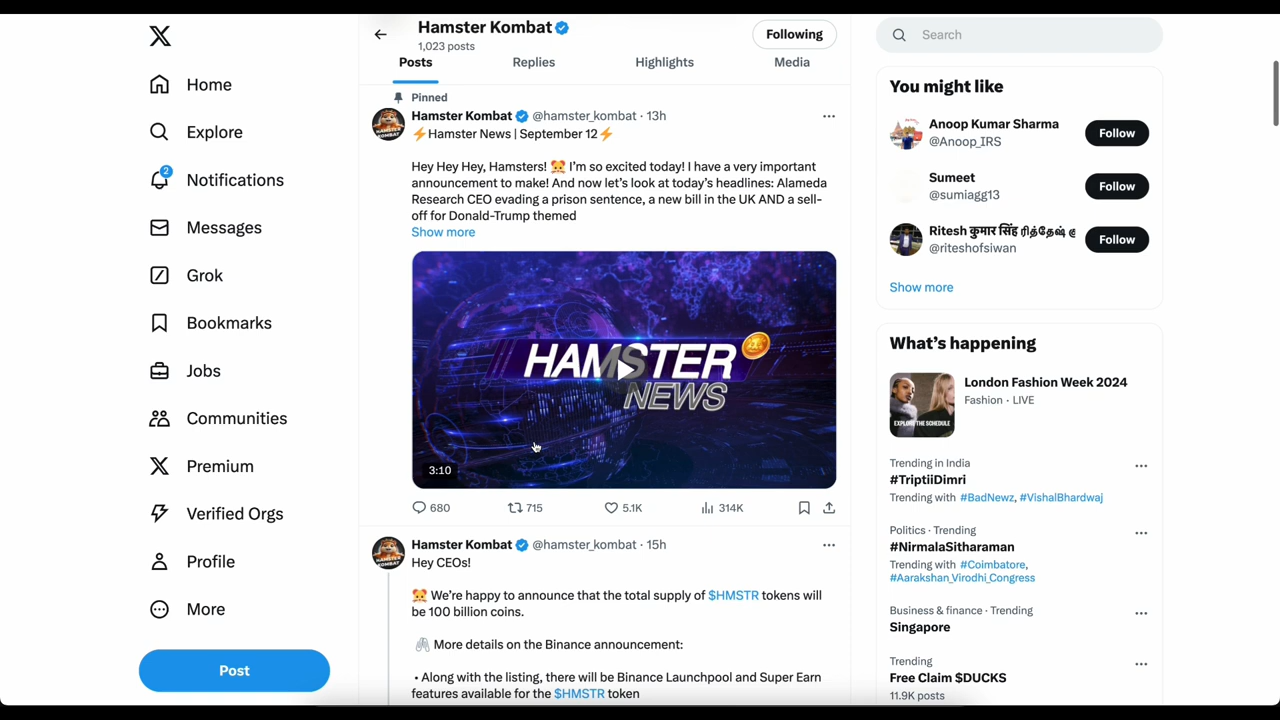 Hamster Kombat
1,023 posts
Following
Posts
Replies
Highlights
Media
Home
Explore
2
Notifications
Messages
Grok
Bookmarks
Jobs
Communities
Premium
Verified Orgs
Profile
More
Post
Pinned
Hamster Kombat @hamster_kombat · 13h
⚡Hamster News | September 12⚡
Hey Hey Hey, Hamsters! 🐹 I'm so excited today! I have a very important
announcement to make! And now let's look at today's headlines: Alameda
Research CEO evading a prison sentence, a new bill in the UK AND a sell-
off for Donald-Trump themed
Show more
HAMSTER
NEWS
3:10
680
715
5.1K
314K
Hamster Kombat @hamster_kombat · 15h
Hey CEOs!
🐹 We're happy to announce that the total supply of $HMSTR tokens will
be 100 billion coins.
More details on the Binance announcement:
• Along with the listing, there will be Binance Launchpool and Super Earn
features available for the $HMSTR token
Search
You might like
Anoop Kumar Sharma
@Anoop_IRS
Follow
Sumeet
@sumiagg13
Follow
Ritesh कुमार सिंह ரித்தேஷ்
@riteshofsiwan
Follow
Show more
What's happening
EXPLORE THE SCHEDULE
London Fashion Week 2024
Fashion · LIVE
Trending in India
#TriptiiDimri
Trending with #BadNewz, #VishalBhardwaj
Politics · Trending
#NirmalaSitharaman
Trending with #Coimbatore,
#Aarakshan_Virodhi_Congress
Business & finance · Trending
Singapore
Trending
Free Claim $DUCKS
11.9K posts